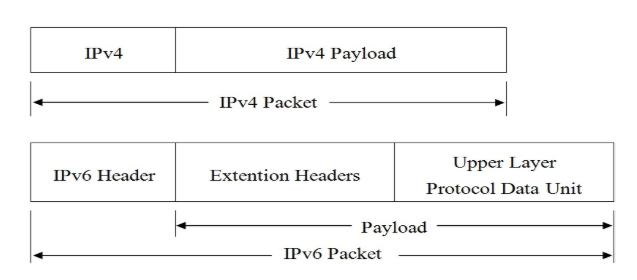 IPv4
IPv4 Payload
IPv4 Packet
IPv6 Header
Extention Headers
Upper Layer
Protocol Data Unit
Payload
IPv6 Packet